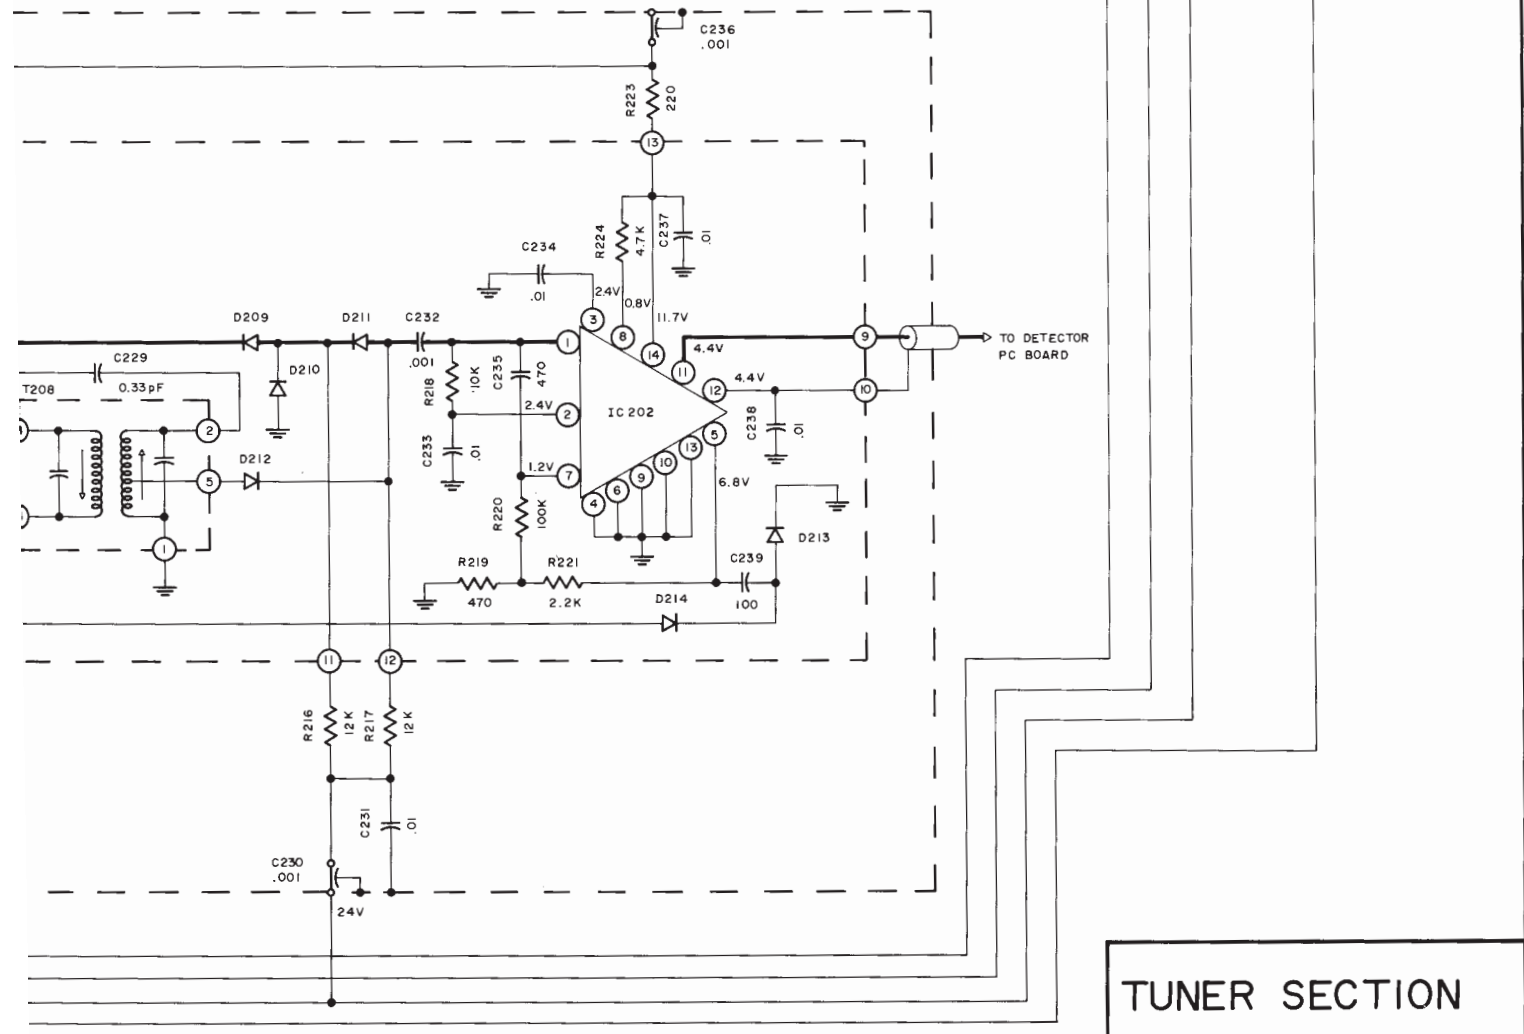 C236
.001
R223
220
13
C234
.01
R224
4.7K
C237
.01
2.4V
0.8V
11.7V
3
8
14
11
4.4V
9
TO DETECTOR
PC BOARD
D209
D211
C232
.001
1
D210
R218
10K
C235
470
12
4.4V
10
C229
0.33pF
T208
2.4V
2
IC202
C238
.01
2
C233
.01
5
13
10
9
6
4
1.2V
7
6.8V
D212
5
R220
100K
1
D213
R219
470
R221
2.2K
C239
100
D214
11
12
R216
12K
R217
12K
C231
.01
C230
.001
24V
TUNER SECTION